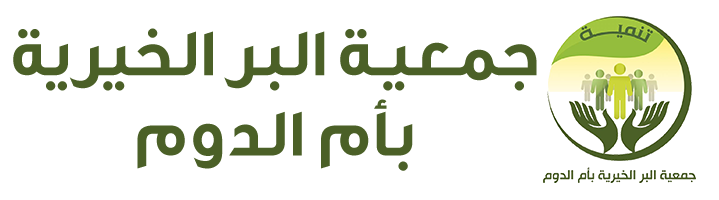 جمعية البر الخيرية
بأم الدوم
تنمية
جمعية البر الخيرية بأم الدوم